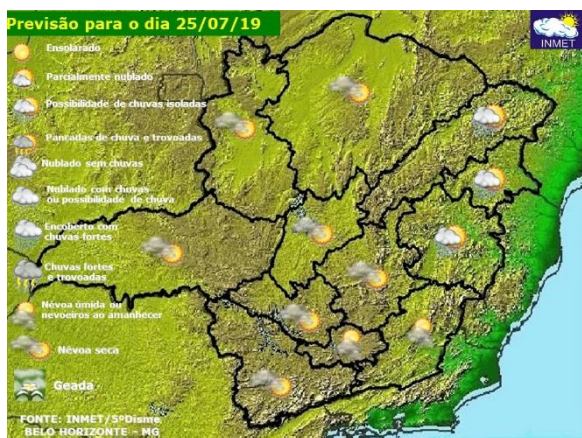 Previsão para o dia 25/07/19
INMET
Ensolarado
Parcialmente nublado
Possibilidade de chuvas isoladas
Pancadas de chuva e trovoadas
Nublado sem chuvas
Nublado com chuvas
ou possibilidade de chuva
Encoberto com
chuvas fortes
Chuvas fortes
e trovoadas
Névoa úmida ou
nevoeiros ao amanhecer
Névoa seca
Geada
FONTE: INMET/5ºDisme
BELO HORIZONTE - MG